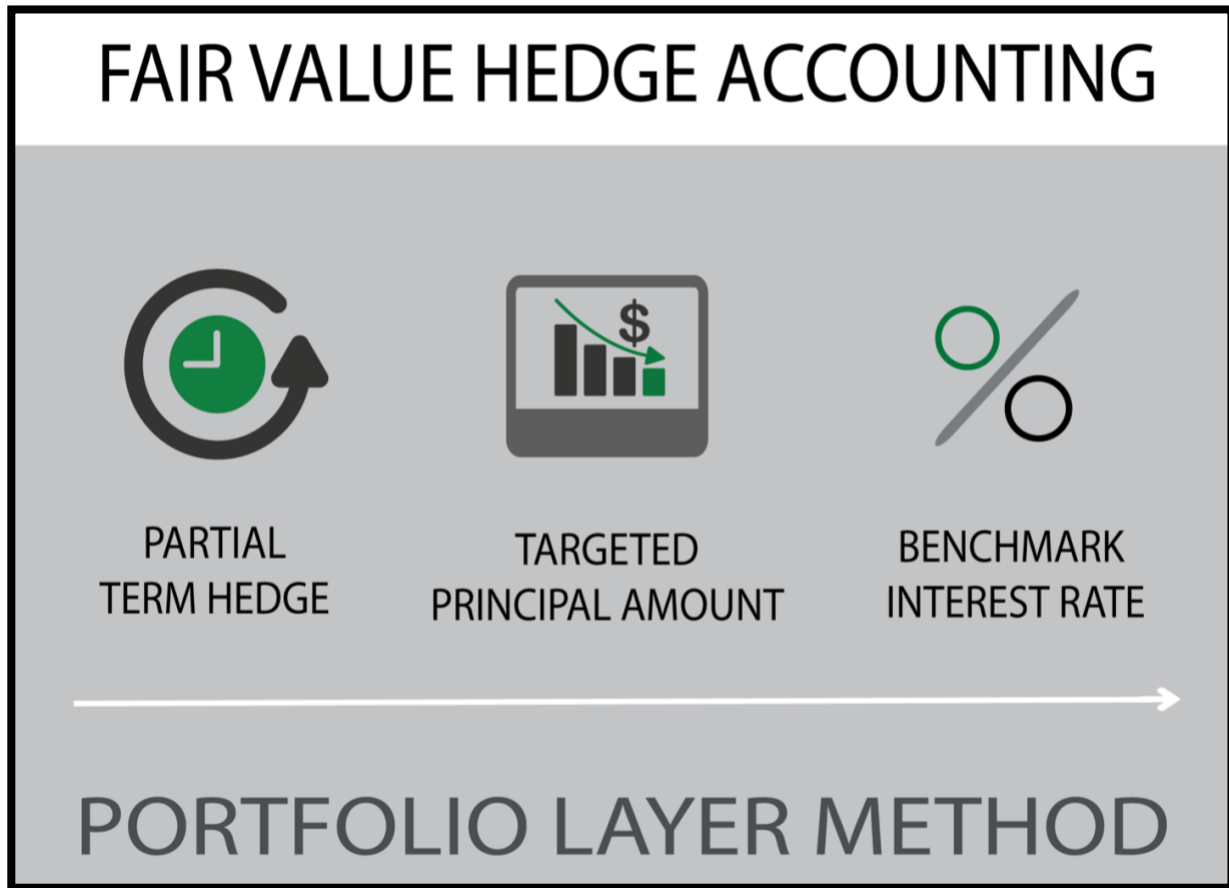 FAIR VALUE HEDGE ACCOUNTING
$
PARTIAL
TERM HEDGE
TARGETED
PRINCIPAL AMOUNT
BENCHMARK
INTEREST RATE
PORTFOLIO LAYER METHOD